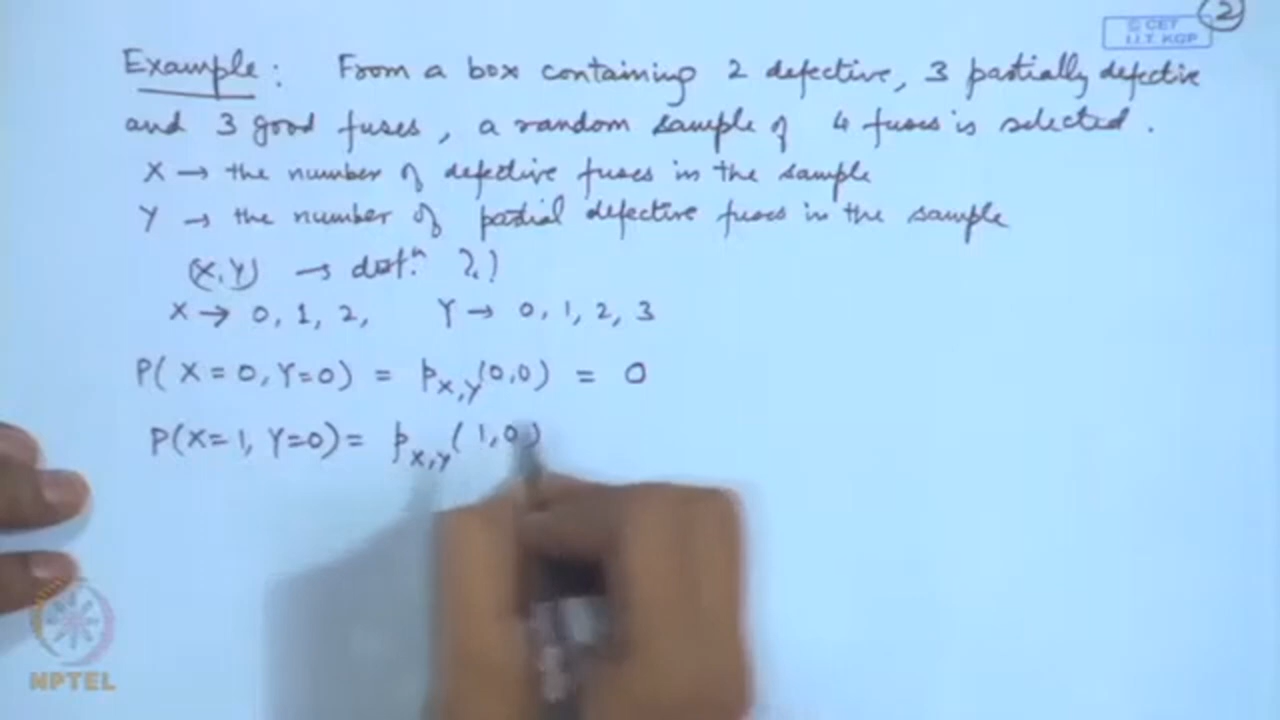 2
© CET
I.I.T. KGP
Example: From a box containing 2 defective, 3 partially defective
and 3 good fuses, a random sample of 4 fuses is selected.
X → the number of defective fuses in the sample
Y → the number of partial defective fuses in the sample
(X,Y) → distⁿ ?
X → 0, 1, 2, Y → 0, 1, 2, 3
P( X=0, Y=0) = p_{X,Y}(0,0) = 0
P(X=1, Y=0) = p_{X,Y}(1,0)
NPTEL